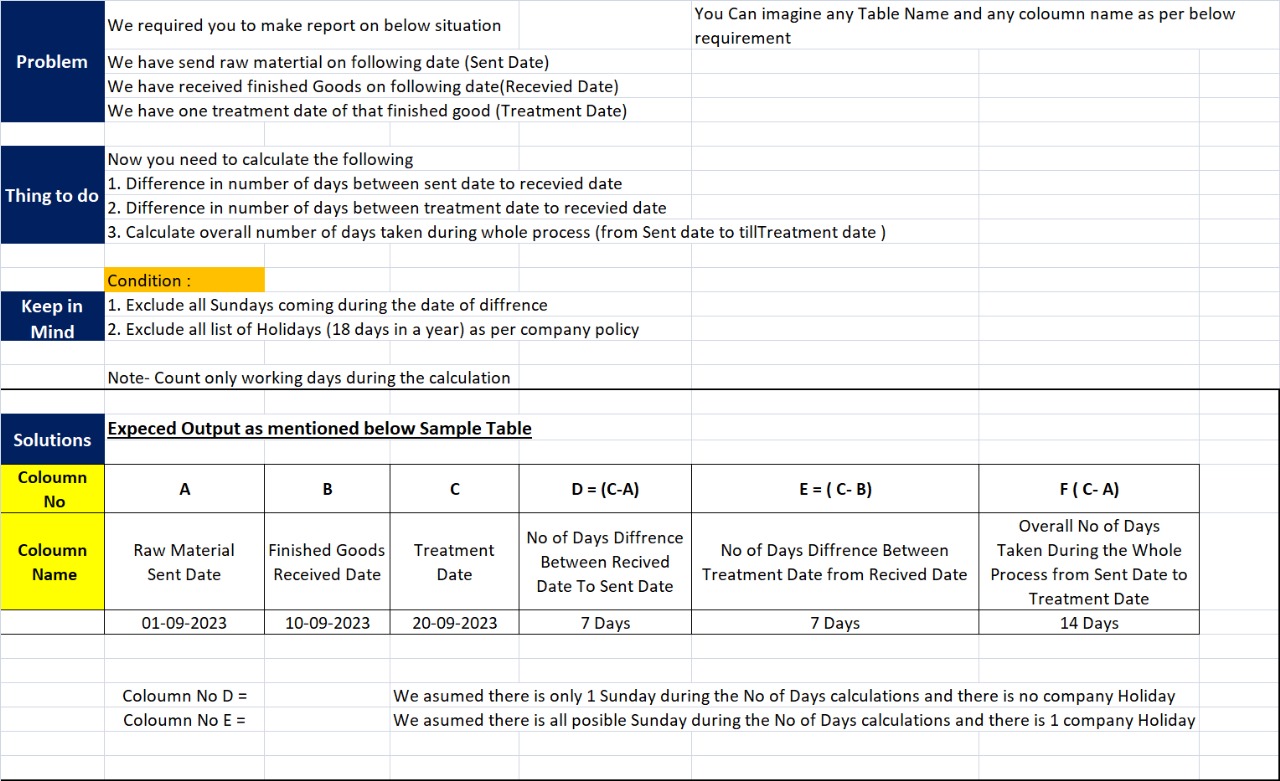 Problem
We required you to make report on below situation
You Can imagine any Table Name and any coloumn name as per below
requirement
We have send raw matertial on following date (Sent Date)
We have received finished Goods on following date(Recevied Date)
We have one treatment date of that finished good (Treatment Date)
Thing to do
Now you need to calculate the following
1. Difference in number of days between sent date to recevied date
2. Difference in number of days between treatment date to recevied date
3. Calculate overall number of days taken during whole process (from Sent date to tillTreatment date )
Condition :
Keep in
Mind
1. Exclude all Sundays coming during the date of diffrence
2. Exclude all list of Holidays (18 days in a year) as per company policy
Note- Count only working days during the calculation
Solutions
Expeced Output as mentioned below Sample Table
Coloumn
No
A
B
C
D = (C-A)
E = ( C- B)
F ( C- A)
Coloumn
Name
Raw Material
Sent Date
Finished Goods
Received Date
Treatment
Date
No of Days Diffrence
Between Recived
Date To Sent Date
No of Days Diffrence Between
Treatment Date from Recived Date
Overall No of Days
Taken During the Whole
Process from Sent Date to
Treatment Date
01-09-2023
10-09-2023
20-09-2023
7 Days
7 Days
14 Days
Coloumn No D =
We asumed there is only 1 Sunday during the No of Days calculations and there is no company Holiday
Coloumn No E =
We asumed there is all posible Sunday during the No of Days calculations and there is 1 company Holiday